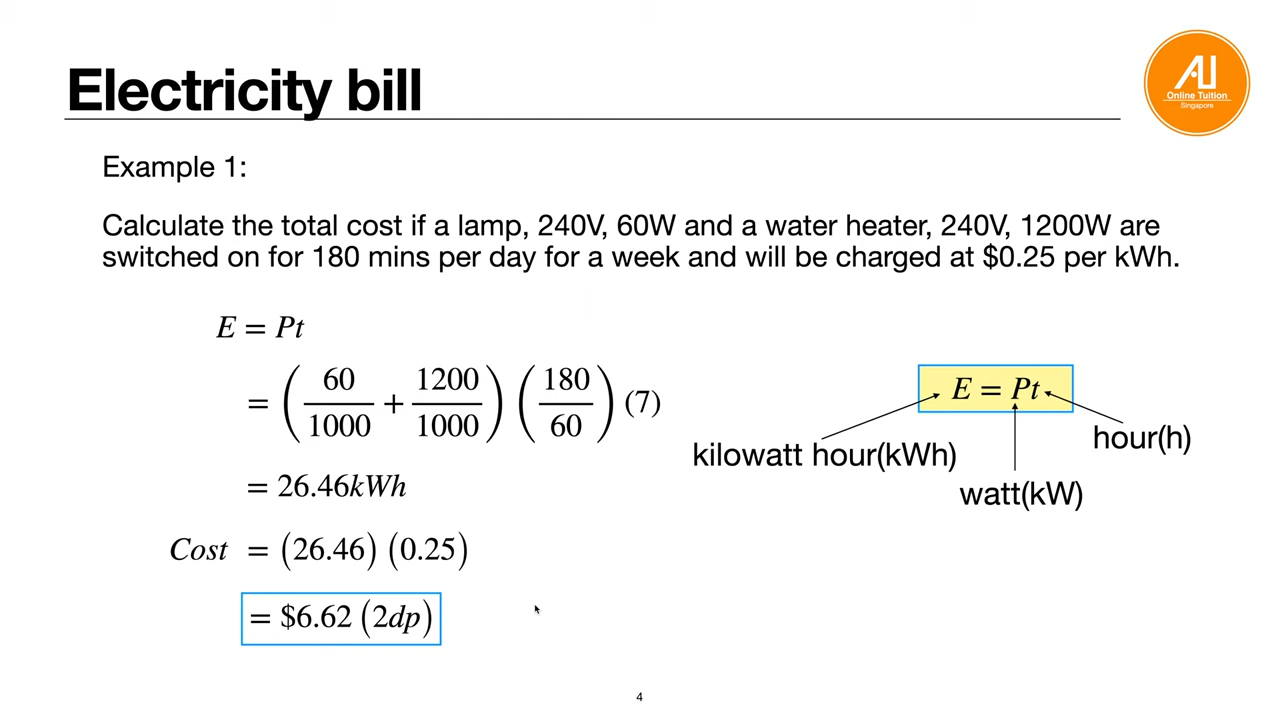 Electricity bill
AU
Online Tuition
Singapore
Example 1:
Calculate the total cost if a lamp, 240V, 60W and a water heater, 240V, 1200W are
switched on for 180 mins per day for a week and will be charged at $0.25 per kWh.
E = Pt
= (60/1000 + 1200/1000) (180/60) (7)
= 26.46kWh
Cost = (26.46) (0.25)
= $6.62 (2dp)
E = Pt
kilowatt hour(kWh)
hour(h)
watt(kW)
4